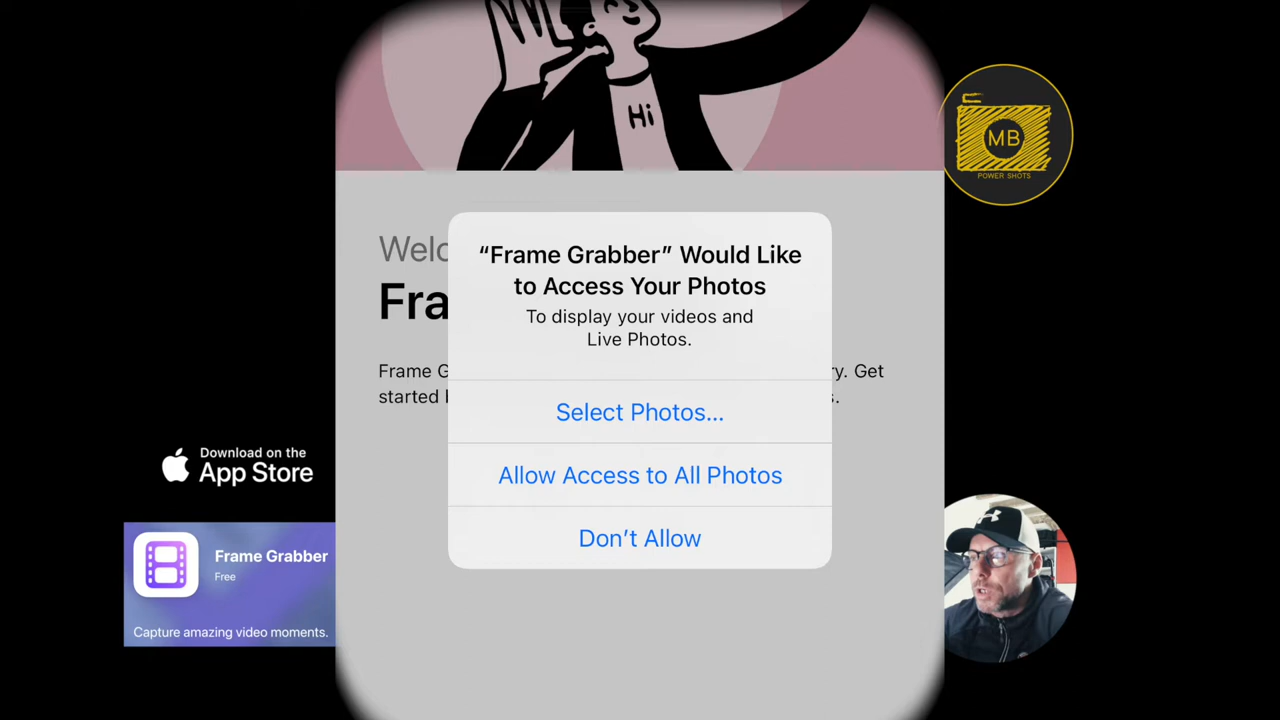 Hi
MB
POWER SHOTS
Welc
Fra
“Frame Grabber” Would Like
to Access Your Photos
To display your videos and
Live Photos.
Frame G
ry. Get
started
s.
Select Photos...
Allow Access to All Photos
Don’t Allow
Download on the
App Store
Frame Grabber
Free
Capture amazing video moments.